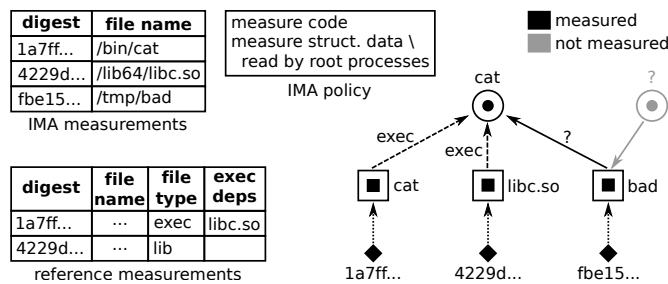 digest file name
1a7ff... /bin/cat
4229d... /lib64/libc.so
fbe15... /tmp/bad
IMA measurements
measure code
measure struct. data \
read by root processes
IMA policy
measured
not measured
cat
?
exec
exec
?
cat
libc.so
bad
1a7ff...
4229d...
fbe15...
digest file name file type exec deps
1a7ff... ... exec libc.so
4229d... ... lib
reference measurements